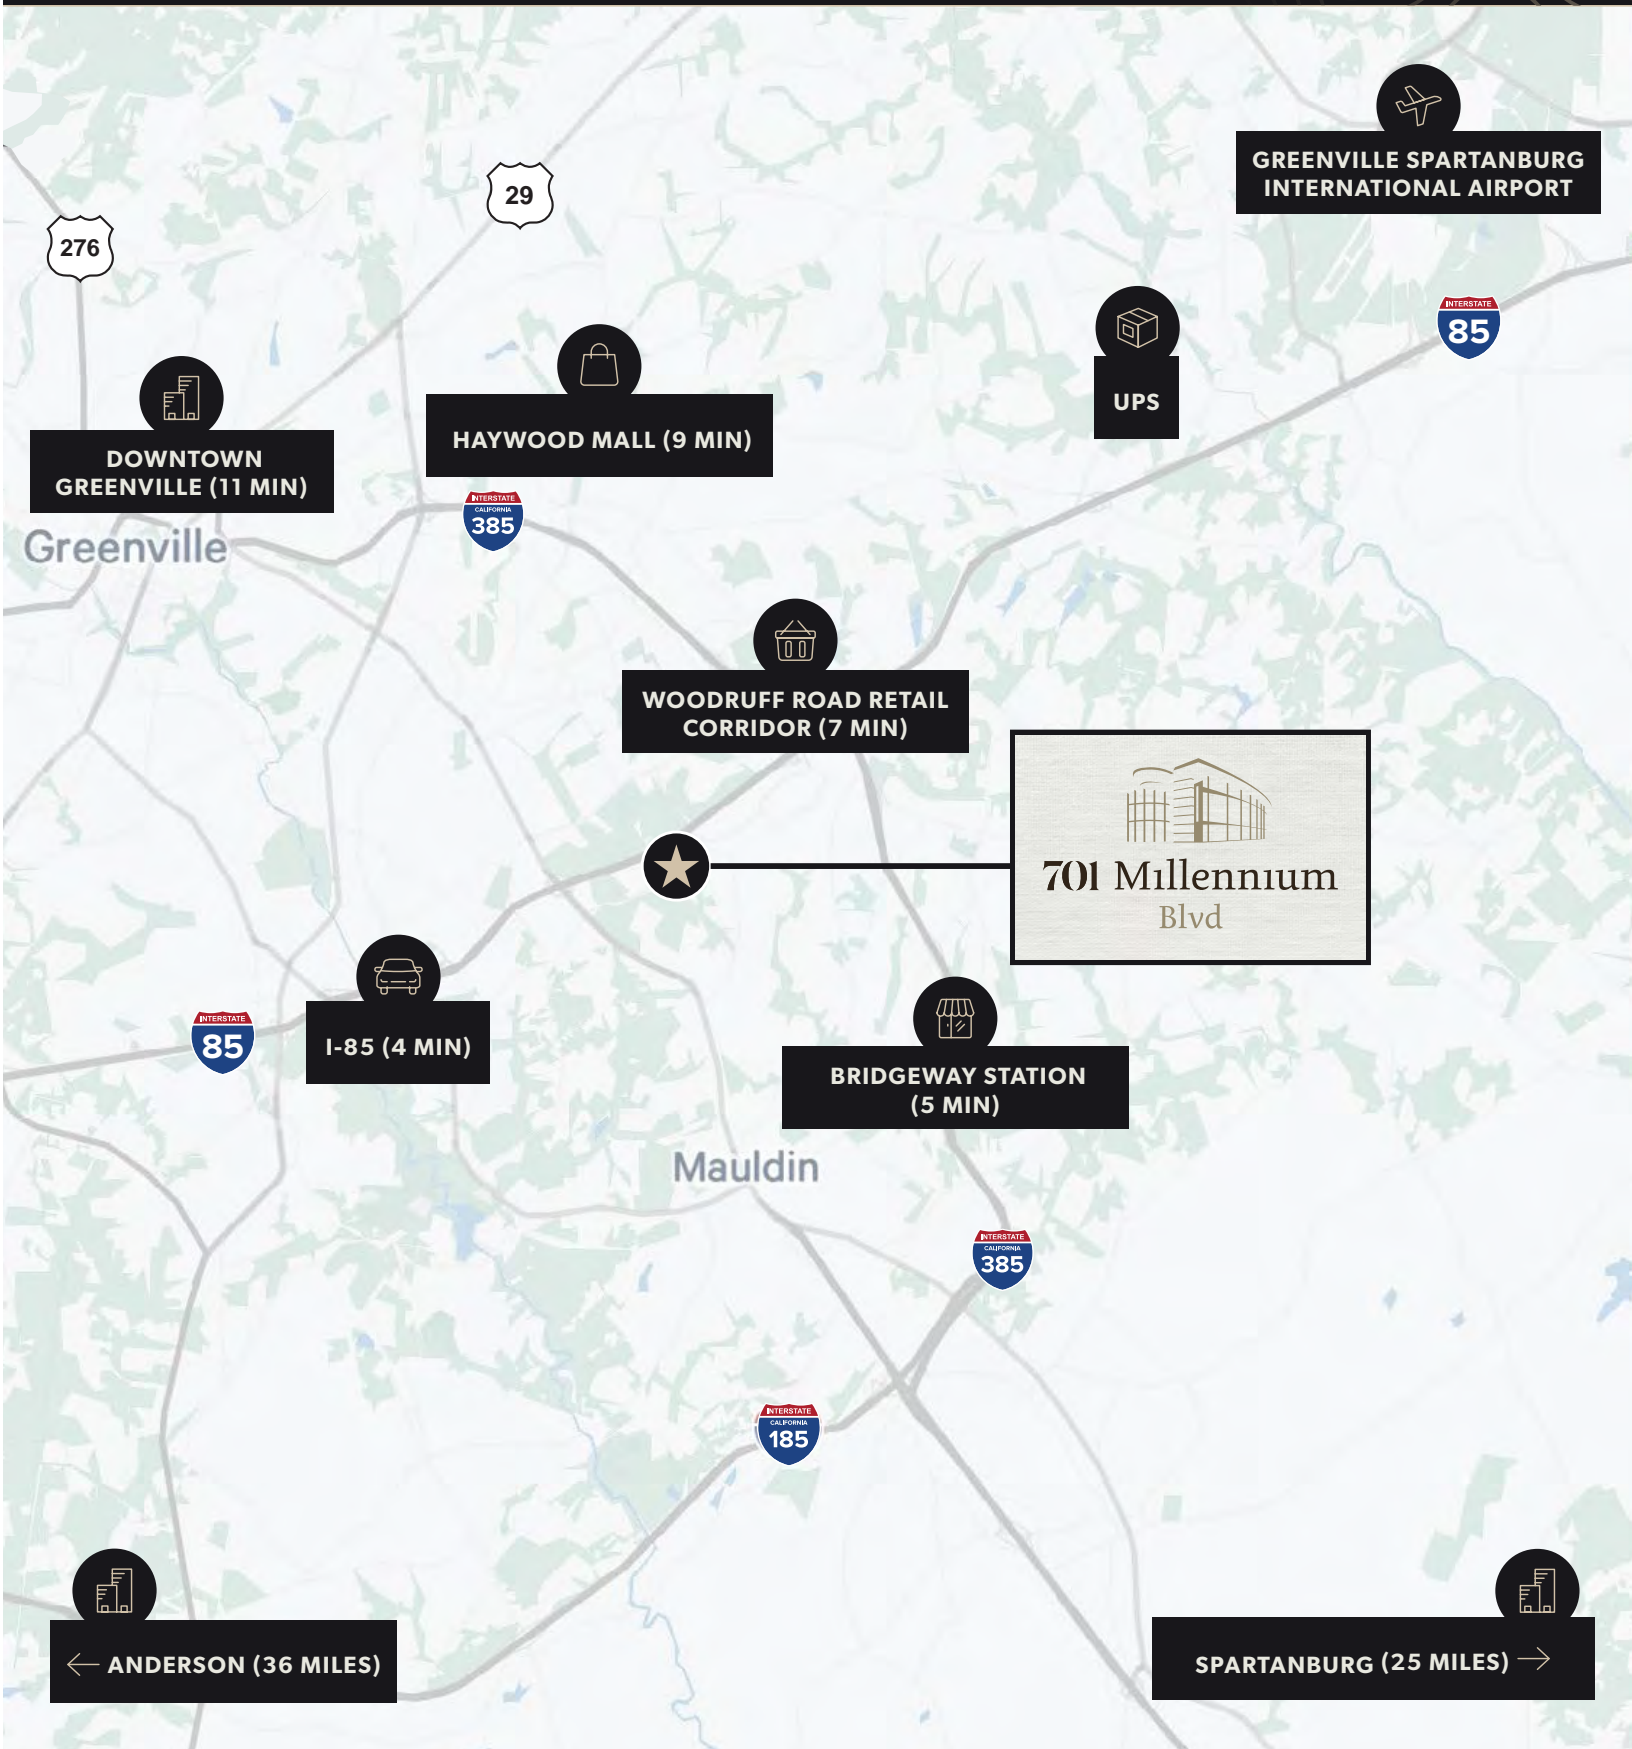 GREENVILLE SPARTANBURG
INTERNATIONAL AIRPORT
29
276
INTERSTATE
85
UPS
DOWNTOWN
GREENVILLE (11 MIN)
HAYWOOD MALL (9 MIN)
INTERSTATE
CALIFORNIA
385
Greenville
WOODRUFF ROAD RETAIL
CORRIDOR (7 MIN)
701 Millennium
Blvd
INTERSTATE
85
I-85 (4 MIN)
BRIDGEWAY STATION
(5 MIN)
Mauldin
INTERSTATE
CALIFORNIA
385
INTERSTATE
CALIFORNIA
185
← ANDERSON (36 MILES)
SPARTANBURG (25 MILES) →